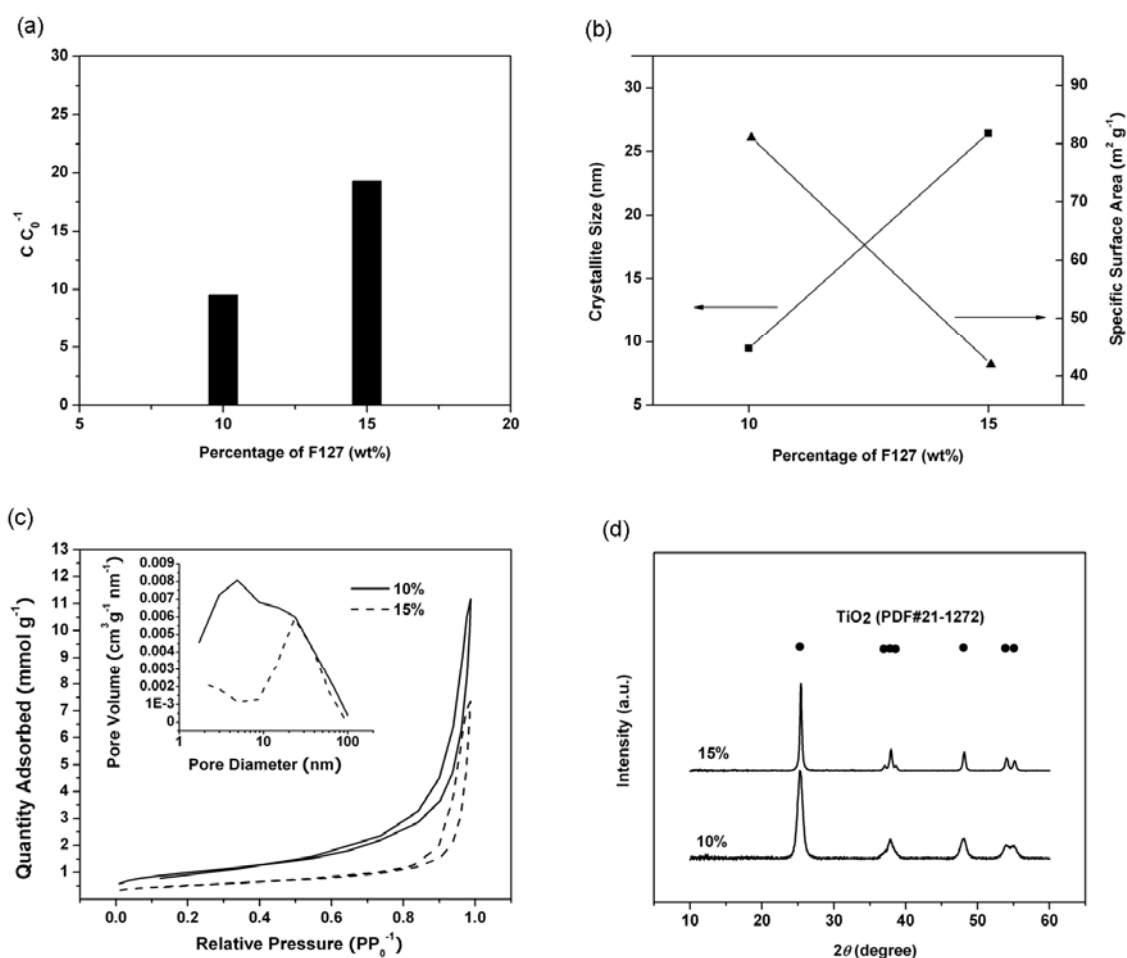 (a)
30
25
20
15
10
5
0
5 10 15 20
C C₀⁻¹
Percentage of F127 (wt%)
(b)
30
25
20
15
10
5
90
80
70
60
50
40
10 15
Crystallite Size (nm)
Specific Surface Area (m² g⁻¹)
Percentage of F127 (wt%)
(c)
13
12
11
10
9
8
7
6
5
4
3
2
1
0.0 0.2 0.4 0.6 0.8 1.0
Quantity Adsorbed (mmol g⁻¹)
Relative Pressure (PP₀⁻¹)
0.009
0.008
0.007
0.006
0.005
0.004
0.003
0.002
1E-3
0
1 10 100
Pore Volume (cm³g⁻¹ nm⁻¹)
Pore Diameter (nm)
10%
15%
(d)
TiO₂ (PDF#21-1272)
15%
10%
10 20 30 40 50 60
Intensity (a.u.)
2θ (degree)